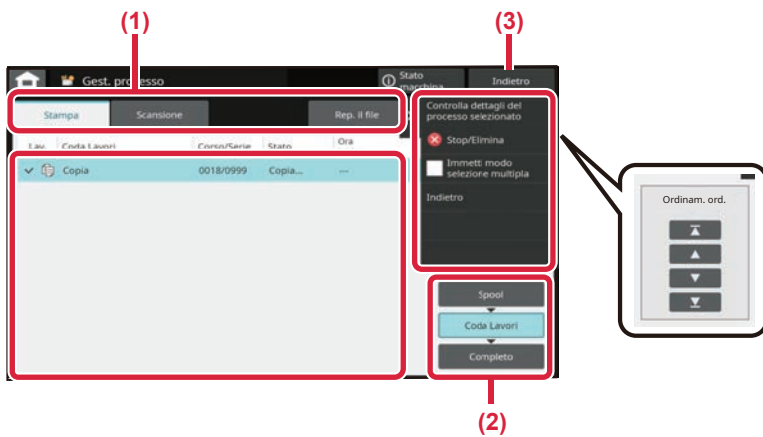 (1)
(3)
Gest. processo
Stato macchina
Indietro
Stampa
Scansione
Rep. il file
Controlla dettagli del
processo selezionato
Stop/Elimina
Immetti modo
selezione multipla
Indietro
Lav.
Coda Lavori
Corso/Serie
Stato
Ora
Copia
0018/0999
Copia...
---
Spool
Coda Lavori
Completo
(2)
Ordinam. ord.